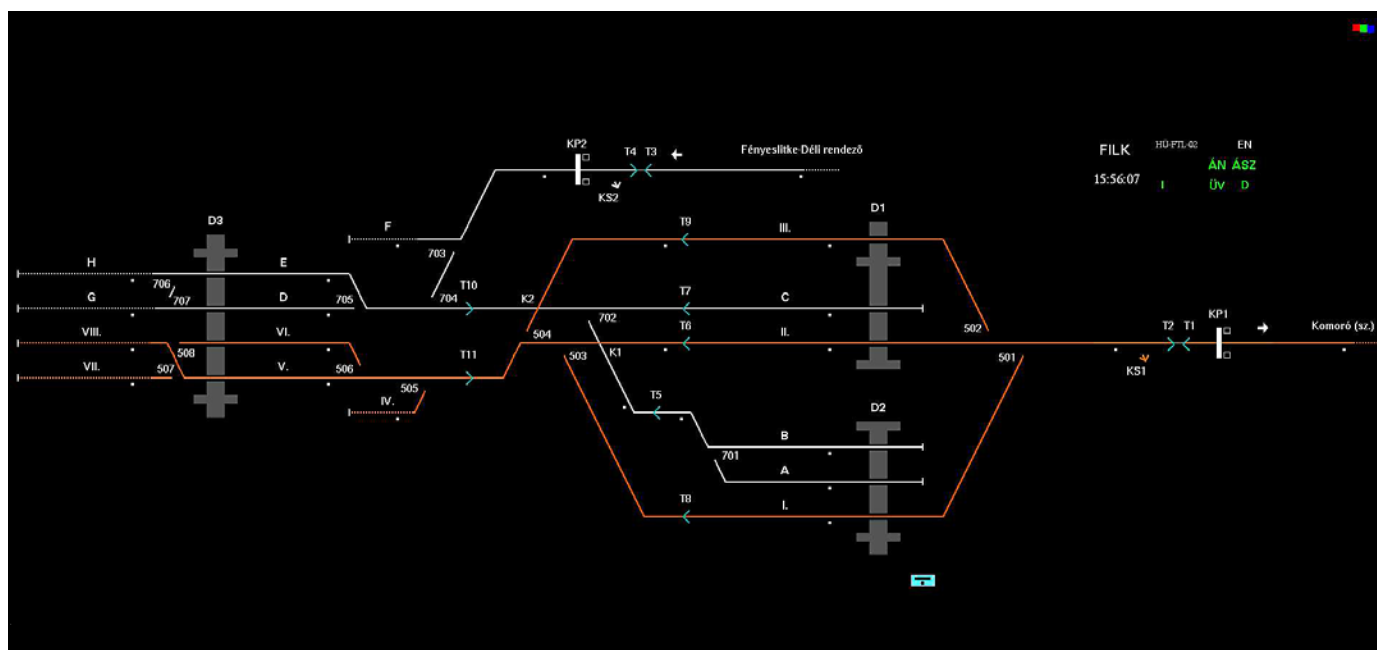 KP2
T4 T3
Fényeslitke-Déli rendező
FILK
HÜ-FTL-02
EN
ÁN ÁSZ
15:56:07
I
ÜV D
KS2
D3
F
T9
III.
D1
H
E
703
706
707
G
D
705
704
T10
K2
T7
C
KP1
VIII.
VI.
702
T6
II.
502
T2 T1
Komoró (sz.)
504
508
503
K1
501
VII.
507
V.
506
T11
KS1
505
IV.
T5
D2
B
701
A
T8
I.